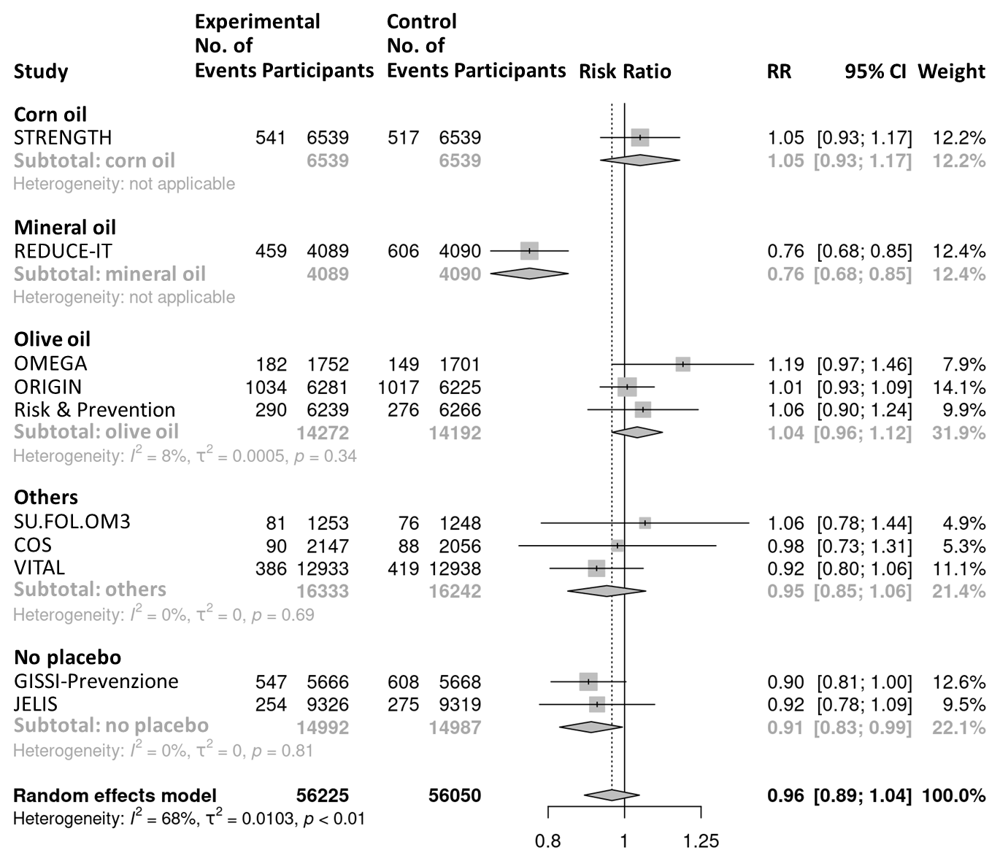 Experimental Control
No. of No. of
Study Events Participants Events Participants Risk Ratio RR 95% CI Weight
Corn oil
STRENGTH 541 6539 517 6539 1.05 [0.93; 1.17] 12.2%
Subtotal: corn oil 6539 6539 1.05 [0.93; 1.17] 12.2%
Heterogeneity: not applicable
Mineral oil
REDUCE-IT 459 4089 606 4090 0.76 [0.68; 0.85] 12.4%
Subtotal: mineral oil 4089 4090 0.76 [0.68; 0.85] 12.4%
Heterogeneity: not applicable
Olive oil
OMEGA 182 1752 149 1701 1.19 [0.97; 1.46] 7.9%
ORIGIN 1034 6281 1017 6225 1.01 [0.93; 1.09] 14.1%
Risk & Prevention 290 6239 276 6266 1.06 [0.90; 1.24] 9.9%
Subtotal: olive oil 14272 14192 1.04 [0.96; 1.12] 31.9%
Heterogeneity: I² = 8%, τ² = 0.0005, p = 0.34
Others
SU.FOL.OM3 81 1253 76 1248 1.06 [0.78; 1.44] 4.9%
COS 90 2147 88 2056 0.98 [0.73; 1.31] 5.3%
VITAL 386 12933 419 12938 0.92 [0.80; 1.06] 11.1%
Subtotal: others 16333 16242 0.95 [0.85; 1.06] 21.4%
Heterogeneity: I² = 0%, τ² = 0, p = 0.69
No placebo
GISSI-Prevenzione 547 5666 608 5668 0.90 [0.81; 1.00] 12.6%
JELIS 254 9326 275 9319 0.92 [0.78; 1.09] 9.5%
Subtotal: no placebo 14992 14987 0.91 [0.83; 0.99] 22.1%
Heterogeneity: I² = 0%, τ² = 0, p = 0.81
Random effects model 56225 56050 0.96 [0.89; 1.04] 100.0%
Heterogeneity: I² = 68%, τ² = 0.0103, p < 0.01
0.8 1 1.25